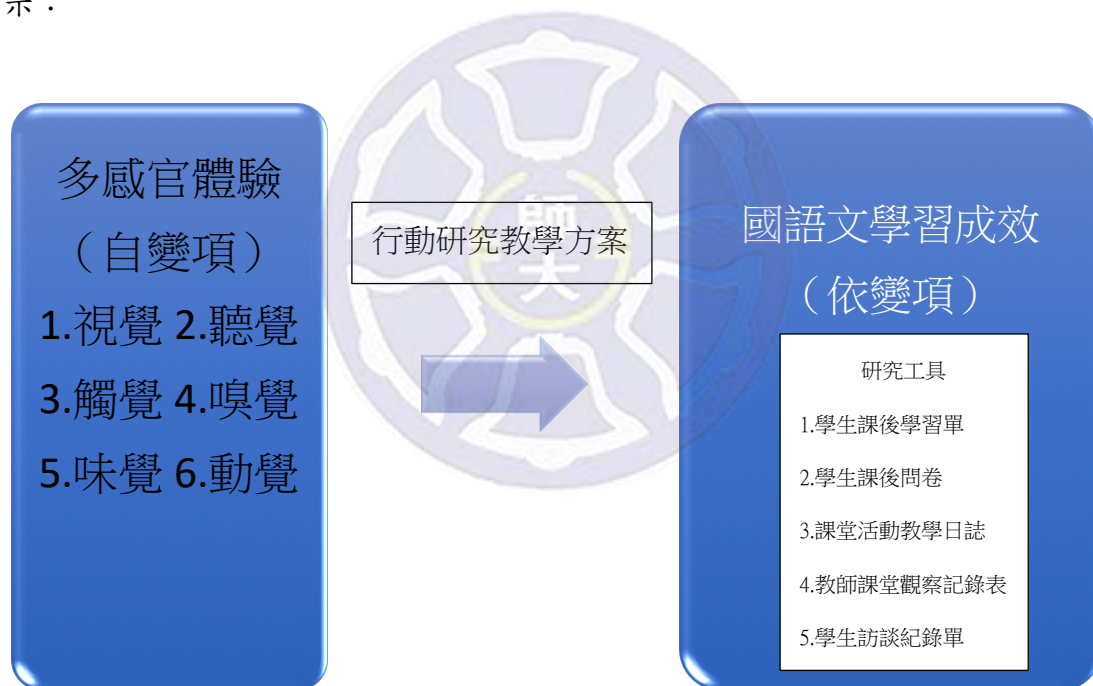 示：
多感官體驗
（自變項）
1.視覺 2.聽覺
3.觸覺 4.嗅覺
5.味覺 6.動覺
行動研究教學方案
師大
國語文學習成效
（依變項）
研究工具
1.學生課後學習單
2.學生課後問卷
3.課堂活動教學日誌
4.教師課堂觀察記錄表
5.學生訪談紀錄單